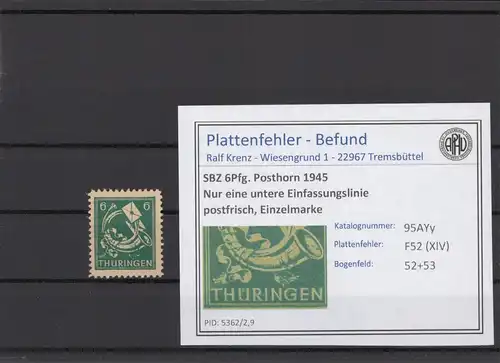 6 6
THÜRINGEN
Plattenfehler - Befund
APHV
Ralf Krenz - Wiesengrund 1 - 22967 Tremsbüttel
SBZ 6Pfg. Posthorn 1945
Nur eine untere Einfassungslinie
postfrisch, Einzelmarke
Katalognummer: 95AYy
Plattenfehler: F52 (XIV)
Bogenfeld: 52+53
THÜRINGEN
PID: 5362/2,9